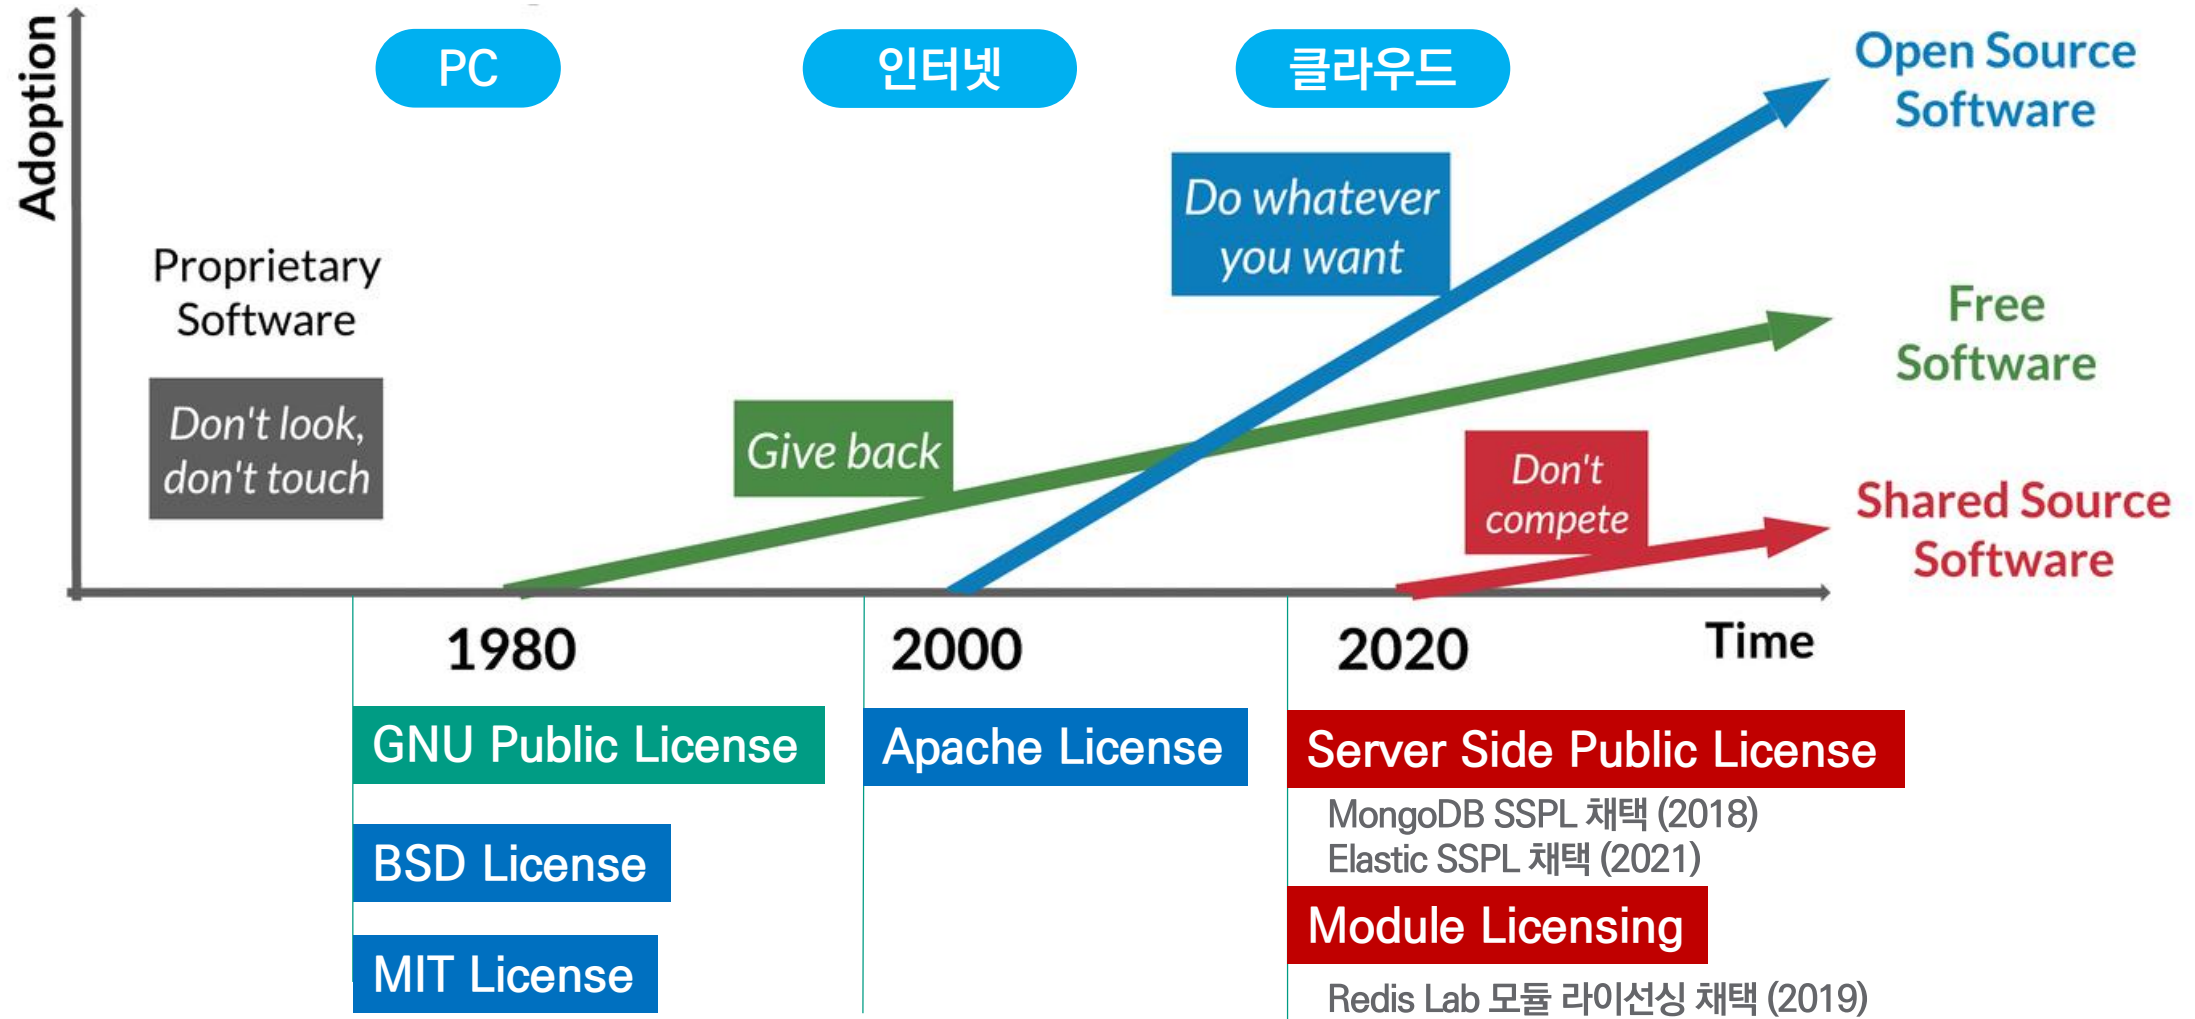 Adoption
PC
인터넷
클라우드
Open Source
Software
Do whatever
you want
Proprietary
Software
Don't look,
don't touch
Free
Software
Give back
Don't
compete
Shared Source
Software
1980
2000
2020
Time
GNU Public License
BSD License
MIT License
Apache License
Server Side Public License
MongoDB SSPL 채택 (2018)
Elastic SSPL 채택 (2021)
Module Licensing
Redis Lab 모듈 라이선싱 채택 (2019)